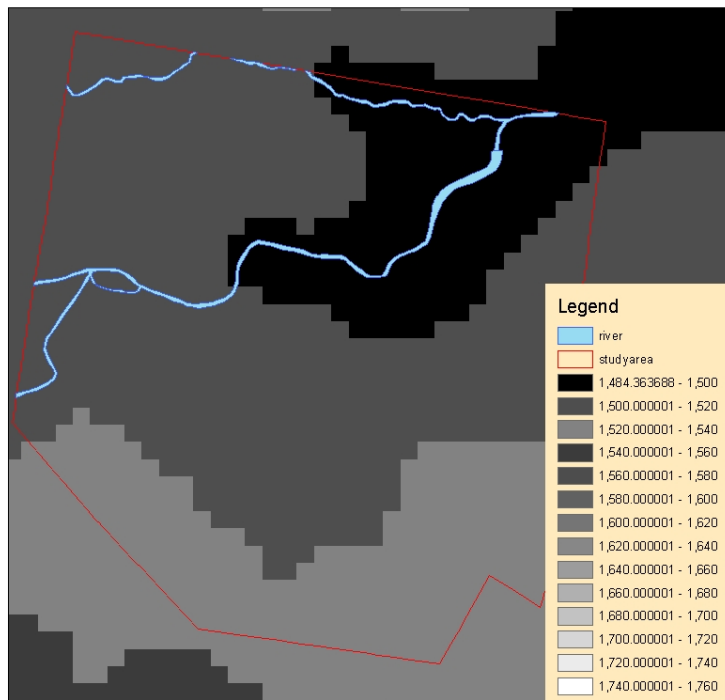 Legend
river
studyarea
1,484.363688 - 1,500
1,500.000001 - 1,520
1,520.000001 - 1,540
1,540.000001 - 1,560
1,560.000001 - 1,580
1,580.000001 - 1,600
1,600.000001 - 1,620
1,620.000001 - 1,640
1,640.000001 - 1,660
1,660.000001 - 1,680
1,680.000001 - 1,700
1,700.000001 - 1,720
1,720.000001 - 1,740
1,740.000001 - 1,760